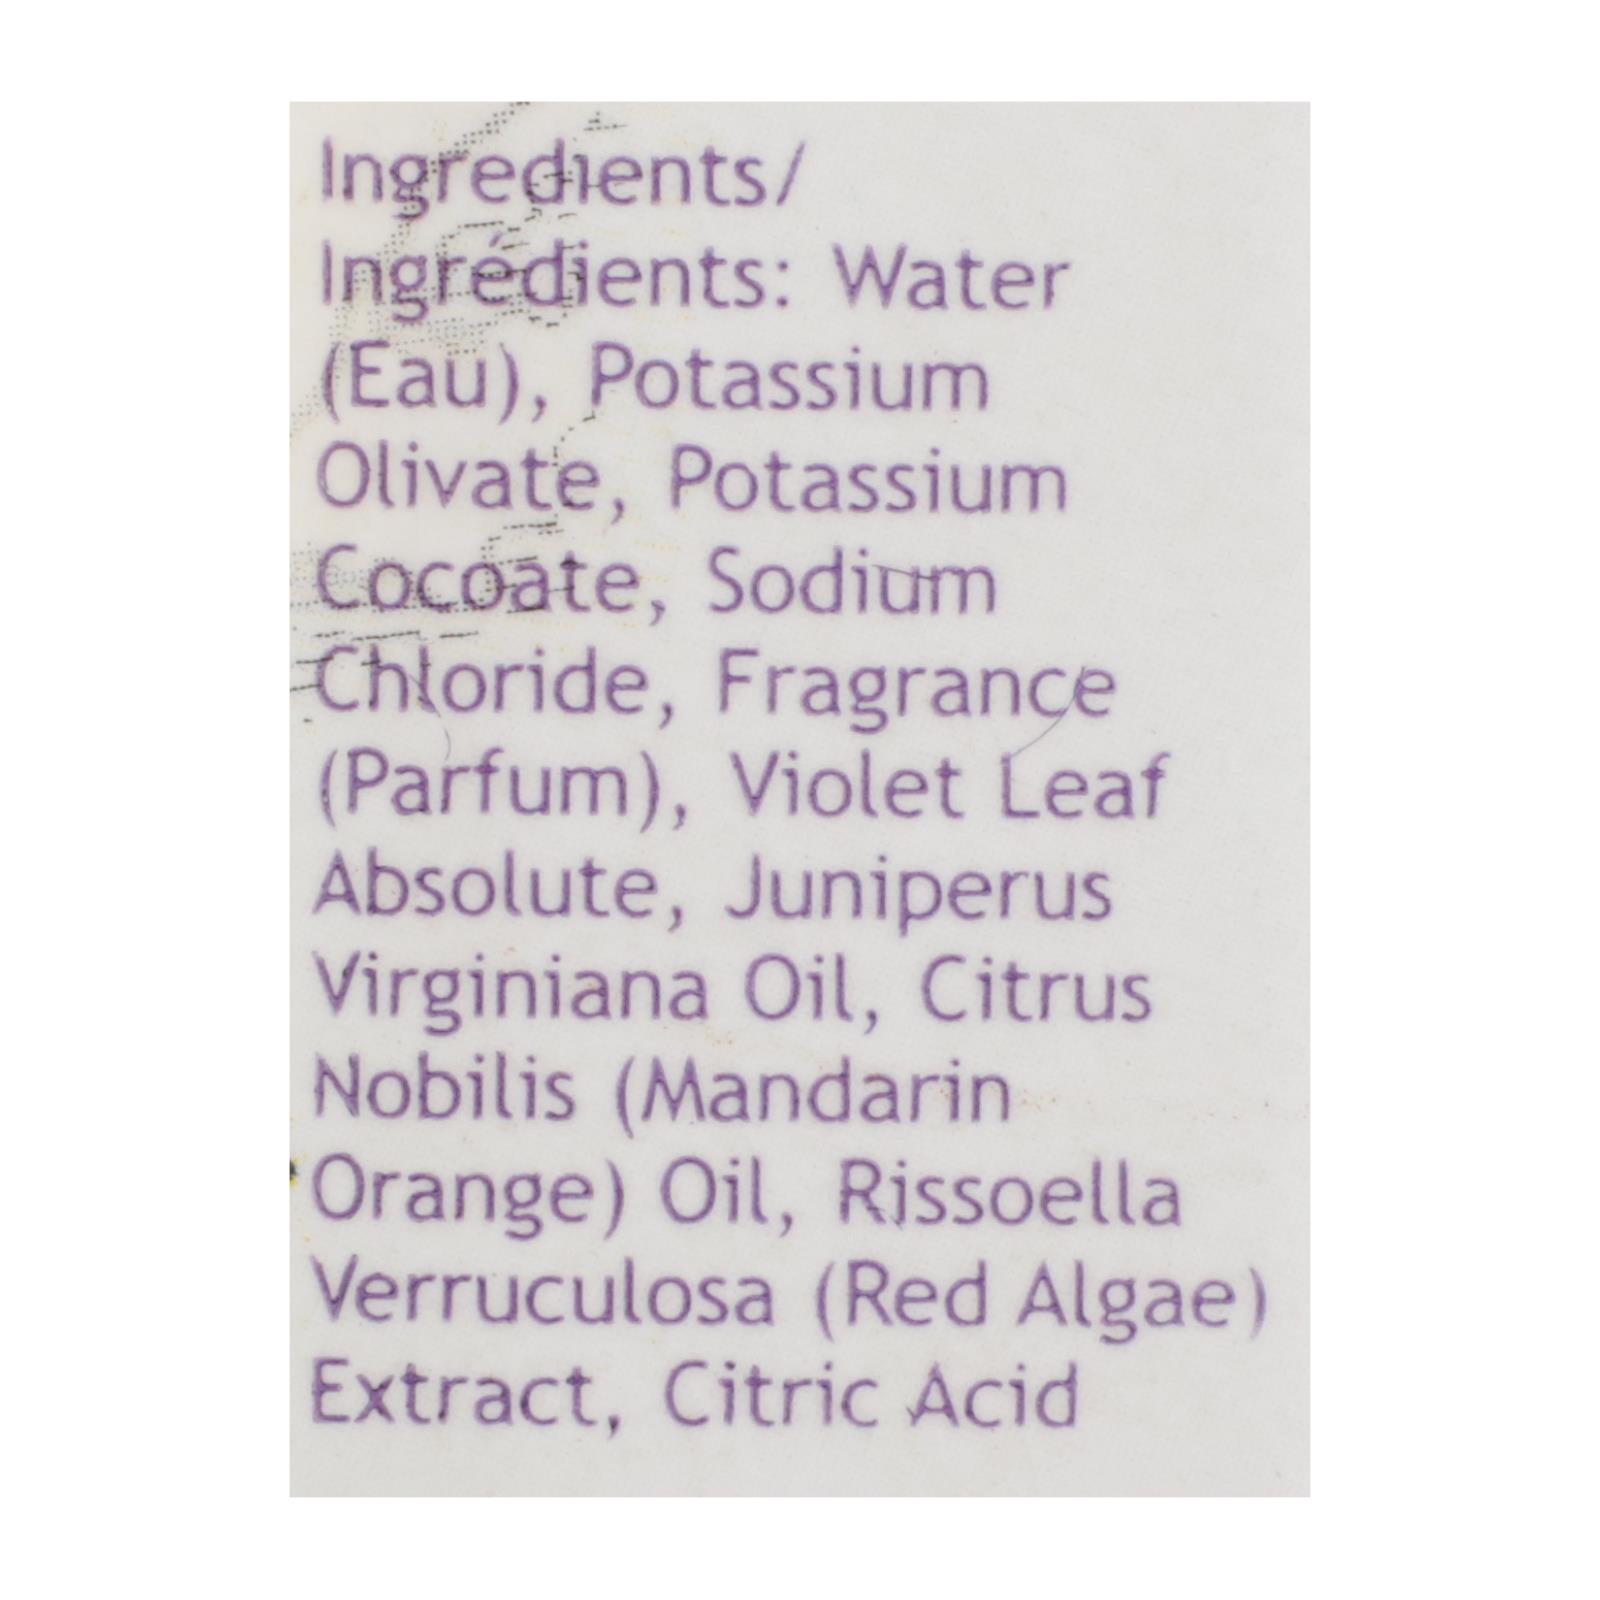 Ingredients/
Ingrédients: Water
(Eau), Potassium
Olivate, Potassium
Cocoate, Sodium
Chloride, Fragrance
(Parfum), Violet Leaf
Absolute, Juniperus
Virginiana Oil, Citrus
Nobilis (Mandarin
Orange) Oil, Rissoella
Verruculosa (Red Algae)
Extract, Citric Acid